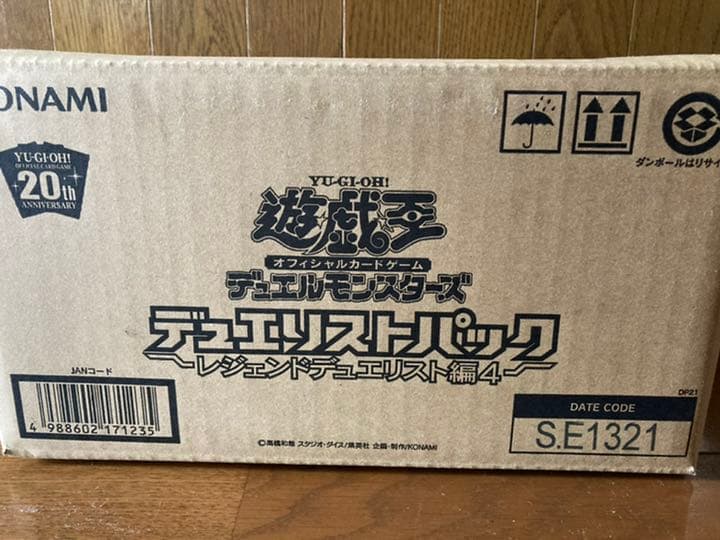 ONAMI
YU-GI-OH!
OFFICIAL CARD GAME
20th
ANNIVERSARY
ダンボールはリサイ
YU-GI-OH!
遊戯王
オフィシャルカードゲーム
デュエルモンスターズ
デュエリストパック
～レジェンドデュエリスト編4～
JANコード
4 988602 171235
DP21
DATE CODE
S.E1321
©高橋和希 スタジオ・ダイス/集英社 企画・制作/KONAMI